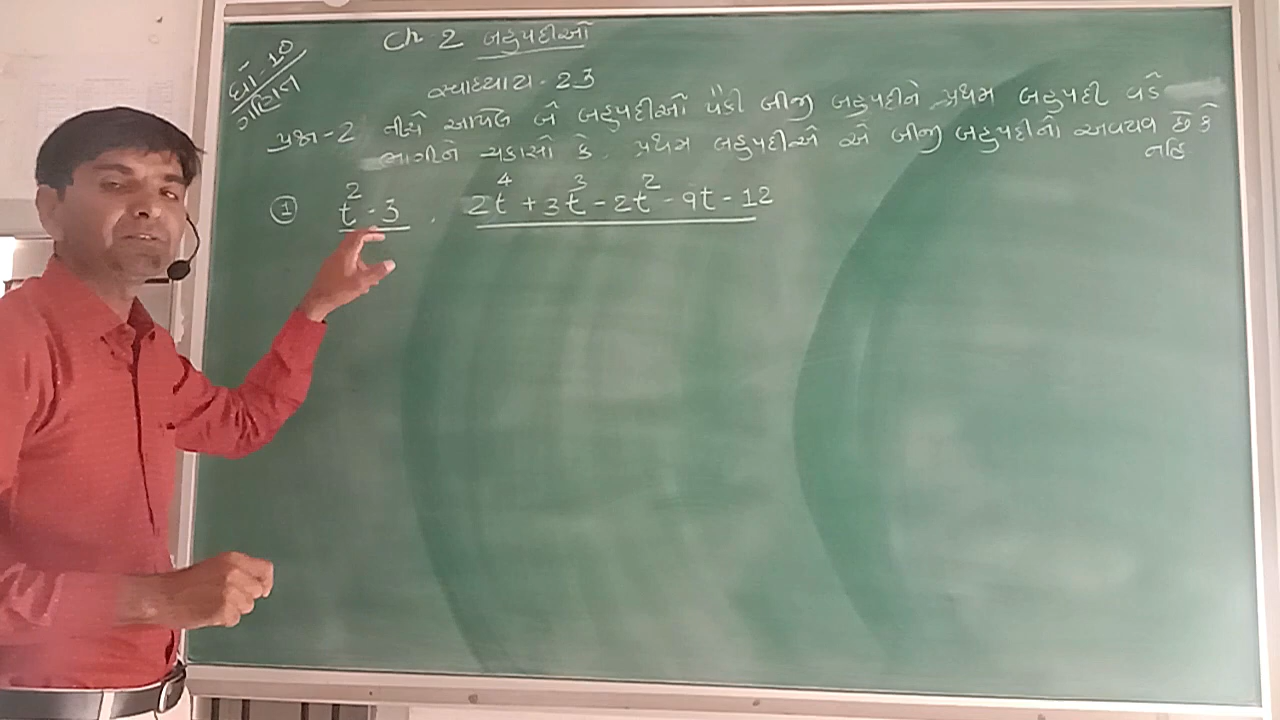 ધો-10
ગણિત
Ch 2 બહુપદીઓ
સ્વાધ્યાય-2.3
પ્રશ્ન-2 નીચે આપેલ બે બહુપદીઓ પૈકી બીજી બહુપદીને પ્રથમ બહુપદી વડે
ભાગીને ચકાસો કે પ્રથમ બહુપદીએ એ બીજી બહુપદીનો અવયવ છે કે
નહિ
① t² - 3 , 2t⁴ + 3t³ - 2t² - 9t - 12